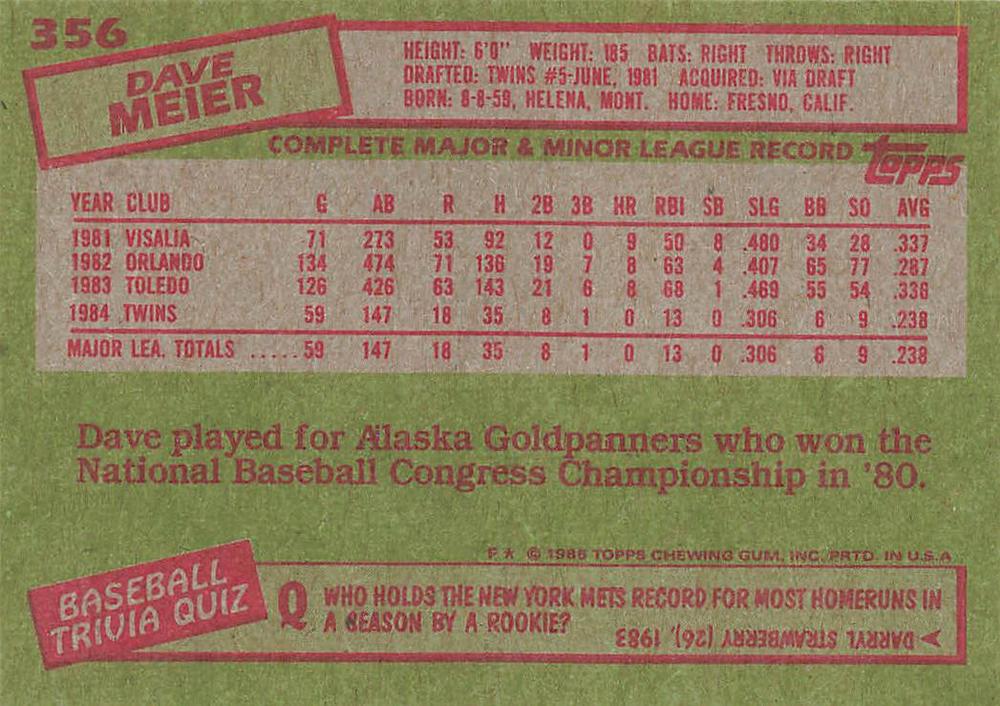 356
DAVE
MEIER
HEIGHT: 6'0" WEIGHT: 185 BATS: RIGHT THROWS: RIGHT
DRAFTED: TWINS #5-JUNE, 1981 ACQUIRED: VIA DRAFT
BORN: 8-8-59, HELENA, MONT. HOME: FRESNO, CALIF.
COMPLETE MAJOR & MINOR LEAGUE RECORD topps
YEAR CLUB G AB R H 2B 3B HR RBI SB SLG BB SO AVG
1981 VISALIA 71 273 53 92 12 0 9 50 8 .480 34 28 .337
1982 ORLANDO 134 474 71 136 19 7 8 63 4 .407 65 77 .287
1983 TOLEDO 126 426 63 143 21 6 8 68 1 .469 55 54 .336
1984 TWINS 59 147 18 35 8 1 0 13 0 .306 6 9 .238
MAJOR LEA. TOTALS ..... 59 147 18 35 8 1 0 13 0 .306 6 9 .238
Dave played for Alaska Goldpanners who won the
National Baseball Congress Championship in '80.
F * © 1985 TOPPS CHEWING GUM, INC. PRTD. IN U.S.A
BASEBALL
TRIVIA QUIZ
Q WHO HOLDS THE NEW YORK METS RECORD FOR MOST HOMERUNS IN
A SEASON BY A ROOKIE?
DARRYL STRAWBERRY (26), 1983